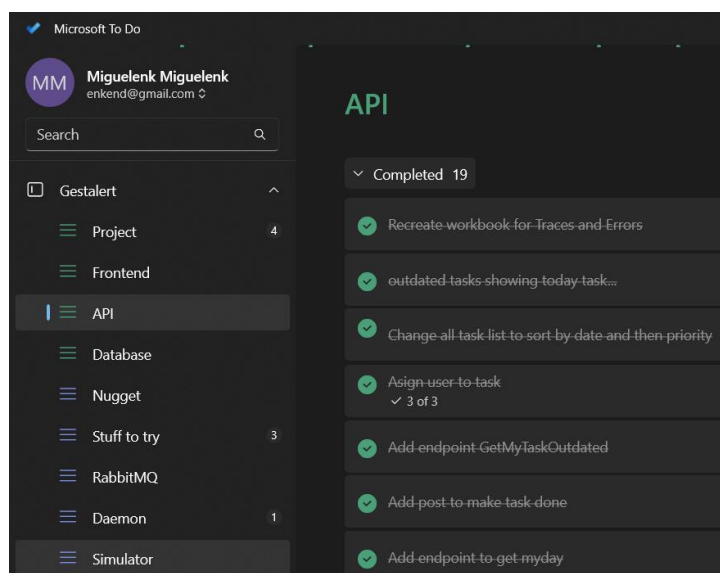 Microsoft To Do
MM
Miguelenk Miguelenk
enkend@gmail.com
Search
Gestalert
Project 4
Frontend
API
Database
Nugget
Stuff to try 3
RabbitMQ
Daemon 1
Simulator
API
Completed 19
Recreate workbook for Traces and Errors
outdated tasks showing today task...
Change all task list to sort by date and then priority
Asign user to task
3 of 3
Add endpoint GetMyTaskOutdated
Add post to make task done
Add endpoint to get myday